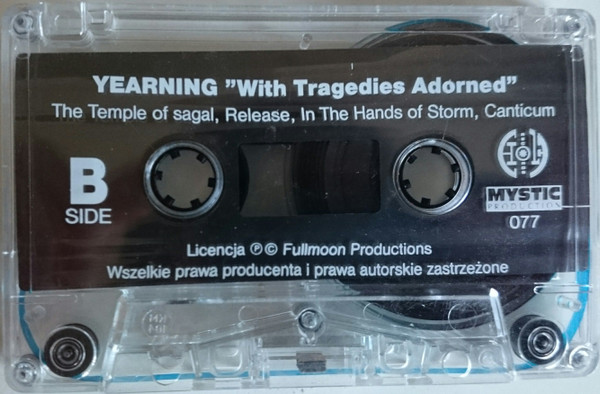 YEARNING "With Tragedies Adorned"
The Temple of sagal, Release, In The Hands of Storm, Canticum
B
SIDE
MYSTIC
PRODUCTION
077
Licencja ℗© Fullmoon Productions
Wszelkie prawa producenta i prawa autorskie zastrzeżone